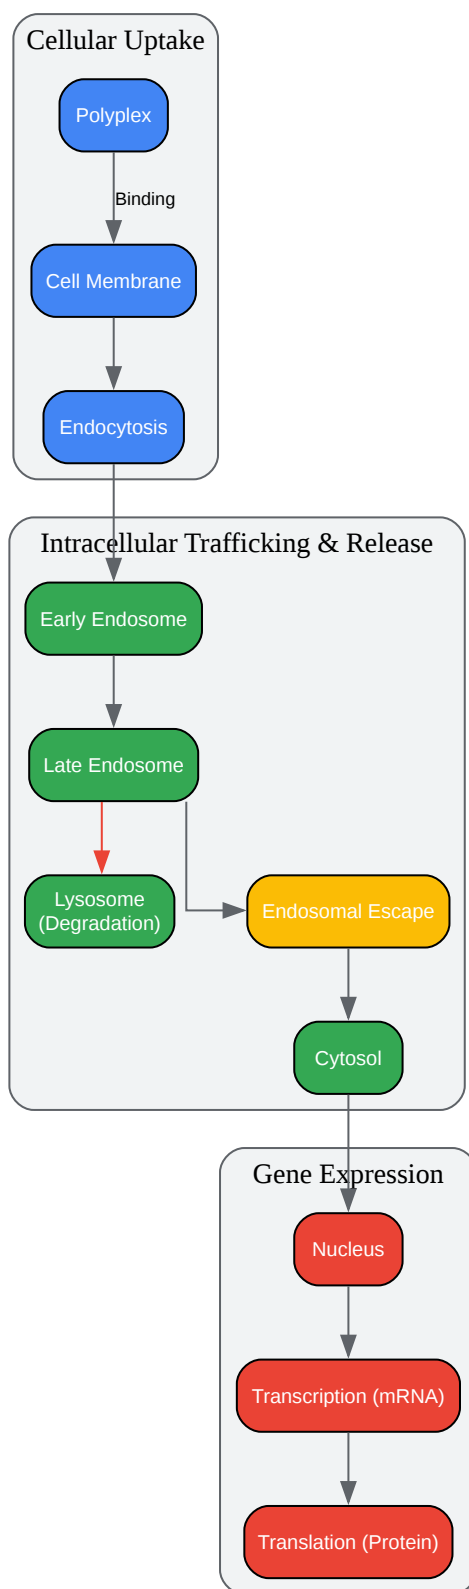 Cellular Uptake
Polyplex
Binding
Cell Membrane
Endocytosis
Intracellular Trafficking & Release
Early Endosome
Late Endosome
Lysosome
(Degradation)
Endosomal Escape
Cytosol
Gene Expression
Nucleus
Transcription (mRNA)
Translation (Protein)